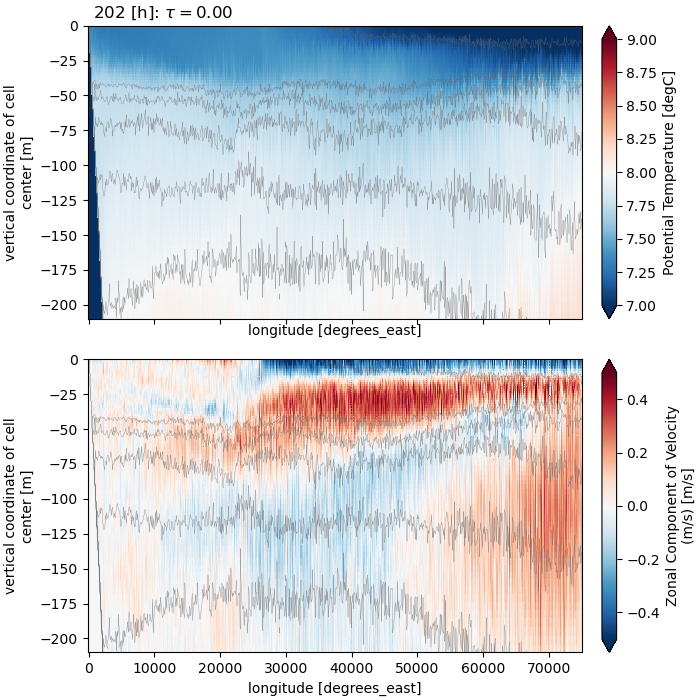 202 [h]: τ = 0.00
0
−25
−50
−75
−100
−125
−150
−175
−200
vertical coordinate of cell
center [m]
longitude [degrees_east]
9.00
8.75
8.50
8.25
8.00
7.75
7.50
7.25
7.00
Potential Temperature [degC]
0
−25
−50
−75
−100
−125
−150
−175
−200
vertical coordinate of cell
center [m]
0 10000 20000 30000 40000 50000 60000 70000
longitude [degrees_east]
0.4
0.2
0.0
−0.2
−0.4
Zonal Component of Velocity
(m/s) [m/s]